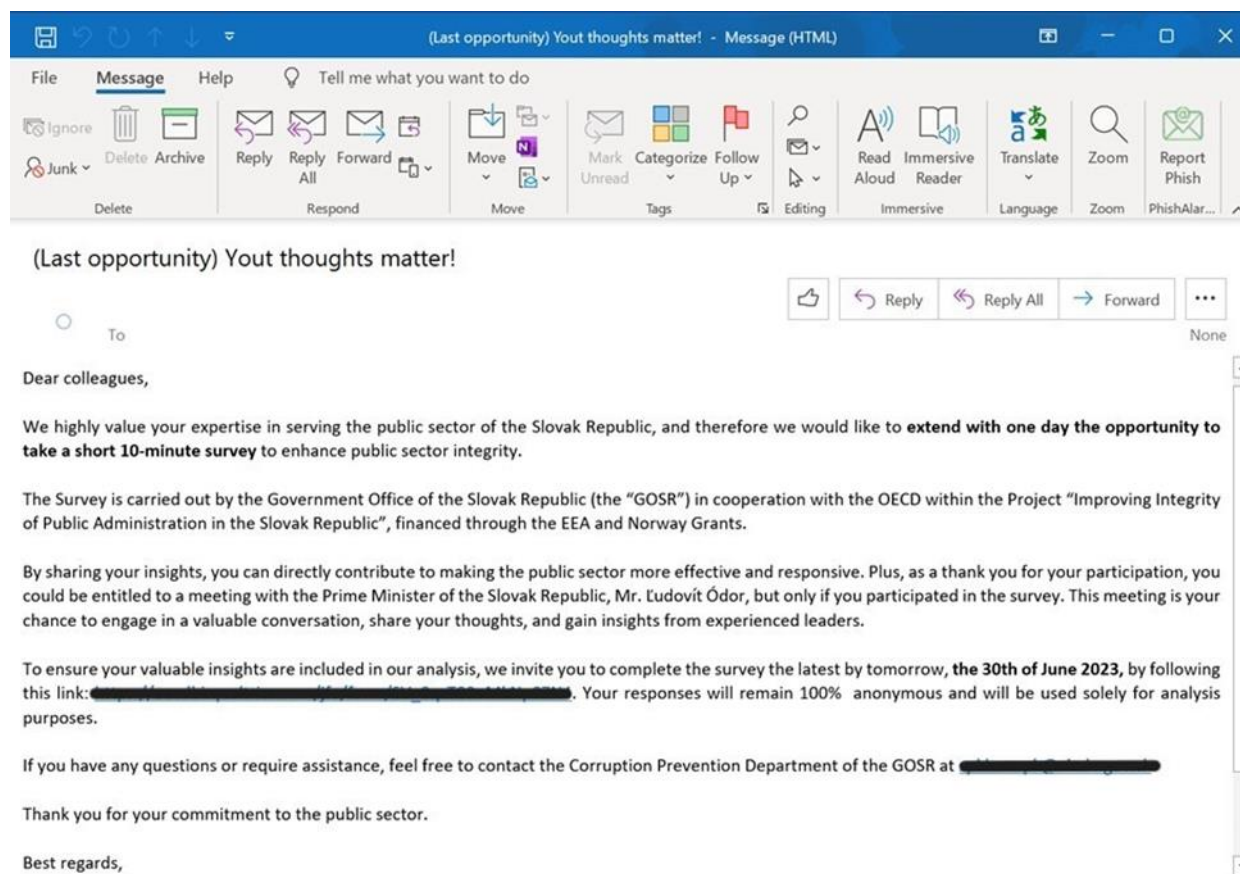 (Last opportunity) Yout thoughts matter! - Message (HTML)
File Message Help Tell me what you want to do
Ignore
Junk
Delete
Archive
Reply
Reply All
Forward
Move
Mark Unread
Categorize
Follow Up
Read Aloud
Immersive Reader
Translate
Zoom
Report Phish
Delete Respond Move Tags Editing Immersive Language Zoom PhishAlar...
(Last opportunity) Yout thoughts matter!
Reply Reply All Forward
To
None
Dear colleagues,
We highly value your expertise in serving the public sector of the Slovak Republic, and therefore we would like to extend with one day the opportunity to
take a short 10-minute survey to enhance public sector integrity.
The Survey is carried out by the Government Office of the Slovak Republic (the “GOSR”) in cooperation with the OECD within the Project “Improving Integrity
of Public Administration in the Slovak Republic”, financed through the EEA and Norway Grants.
By sharing your insights, you can directly contribute to making the public sector more effective and responsive. Plus, as a thank you for your participation, you
could be entitled to a meeting with the Prime Minister of the Slovak Republic, Mr. Ľudovít Ódor, but only if you participated in the survey. This meeting is your
chance to engage in a valuable conversation, share your thoughts, and gain insights from experienced leaders.
To ensure your valuable insights are included in our analysis, we invite you to complete the survey the latest by tomorrow, the 30th of June 2023, by following
this link: . Your responses will remain 100% anonymous and will be used solely for analysis
purposes.
If you have any questions or require assistance, feel free to contact the Corruption Prevention Department of the GOSR at
Thank you for your commitment to the public sector.
Best regards,